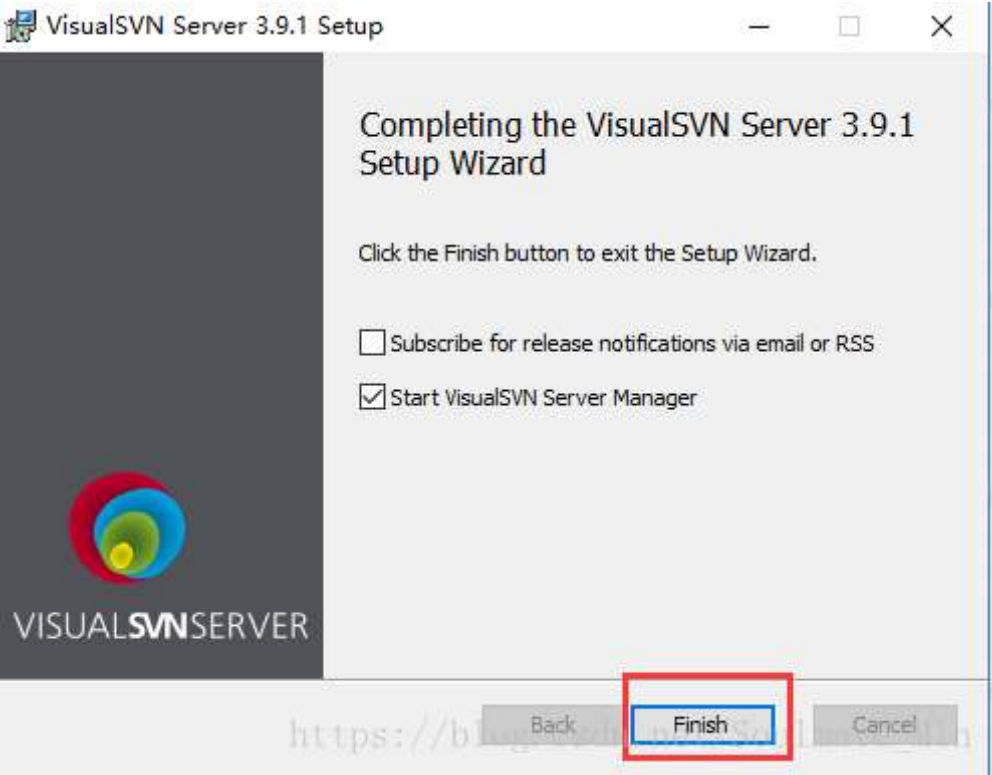 VisualSVN Server 3.9.1 Setup
Completing the VisualSVN Server 3.9.1
Setup Wizard
Click the Finish button to exit the Setup Wizard.
Subscribe for release notifications via email or RSS
Start VisualSVN Server Manager
VISUALSVNSERVER
Back Finish Cancel
https://blog.